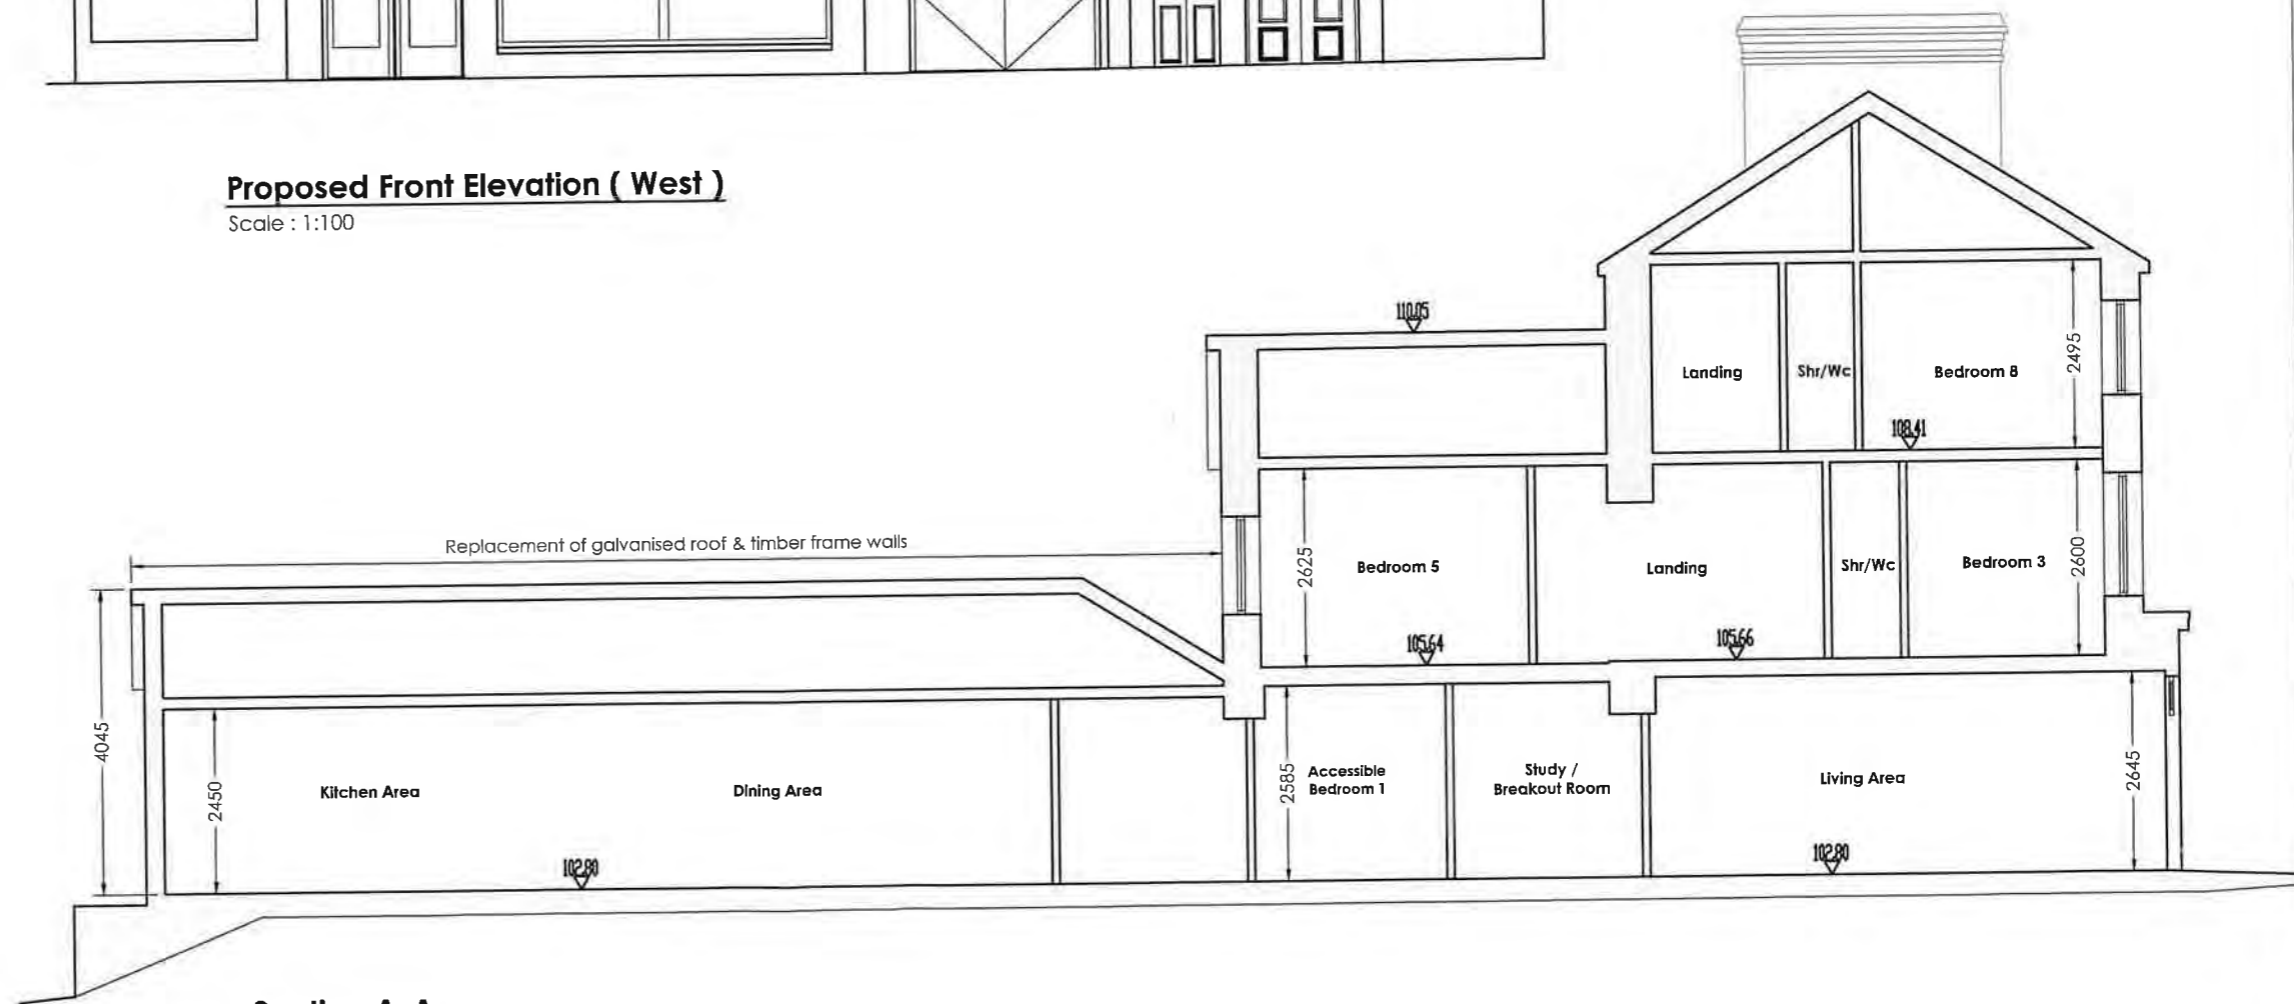 Proposed Front Elevation ( West )
Scale : 1:100
110.05
Landing
Shr/Wc
Bedroom 8
2495
108.41
Replacement of galvanised roof & timber frame walls
2625
Bedroom 5
Landing
Shr/Wc
Bedroom 3
2600
105.64
105.66
4045
2450
Kitchen Area
Dining Area
2585
Accessible
Bedroom 1
Study /
Breakout Room
Living Area
2645
102.80
102.80